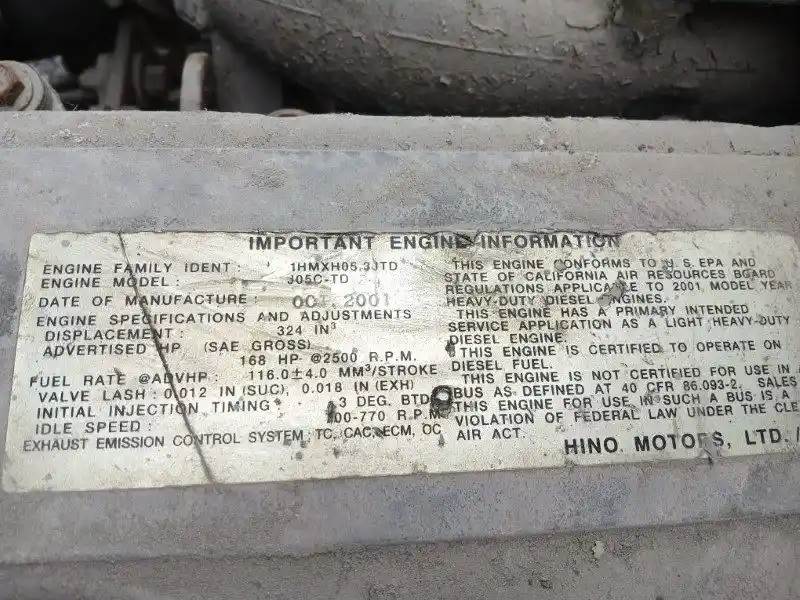 IMPORTANT ENGINE INFORMATION
ENGINE FAMILY IDENT : 1HMXH05.3JTD
ENGINE MODEL : J05C-TD
DATE OF MANUFACTURE : OCT. 2001
ENGINE SPECIFICATIONS AND ADJUSTMENTS
DISPLACEMENT : 324 IN³
ADVERTISED HP (SAE GROSS)
168 HP @2500 R.P.M.
FUEL RATE @ADVHP : 116.0±4.0 MM³/STROKE
VALVE LASH : 0.012 IN (SUC), 0.018 IN (EXH)
INITIAL INJECTION TIMING : 3 DEG. BTD
IDLE SPEED : 700-770 R.P.M
EXHAUST EMISSION CONTROL SYSTEM : TC, CAC, ECM, OC
THIS ENGINE CONFORMS TO U.S. EPA AND
STATE OF CALIFORNIA AIR RESOURCES BOARD
REGULATIONS APPLICABLE TO 2001 MODEL YEAR
HEAVY-DUTY DIESEL ENGINES.
THIS ENGINE HAS A PRIMARY INTENDED
SERVICE APPLICATION AS A LIGHT HEAVY-DUTY
DIESEL ENGINE.
THIS ENGINE IS CERTIFIED TO OPERATE ON
DIESEL FUEL.
THIS ENGINE IS NOT CERTIFIED FOR USE IN A
BUS AS DEFINED AT 40 CFR 86.093-2. SALES
THIS ENGINE FOR USE IN SUCH A BUS IS A
VIOLATION OF FEDERAL LAW UNDER THE CLE
AIR ACT.
HINO MOTORS, LTD. /